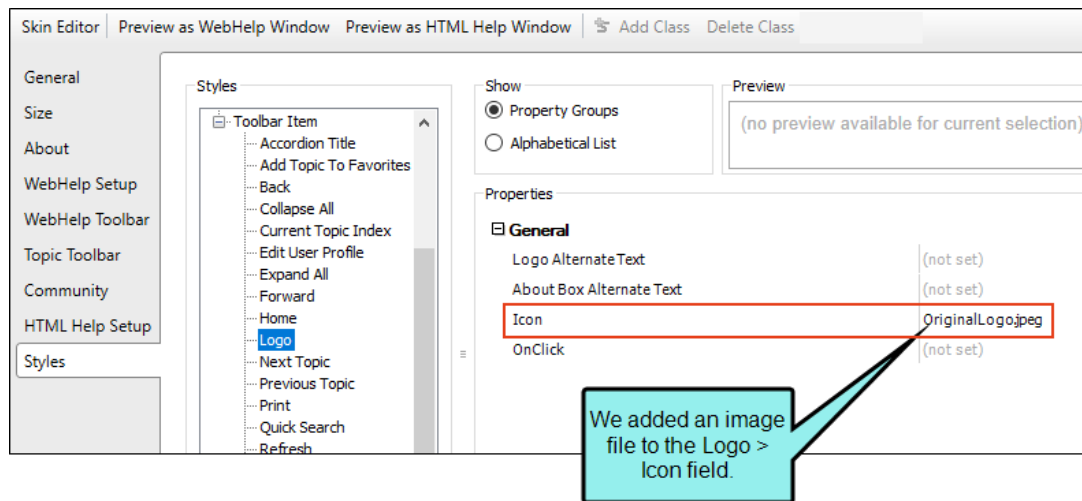 Skin Editor Preview as WebHelp Window Preview as HTML Help Window Add Class Delete Class
General
Size
About
WebHelp Setup
WebHelp Toolbar
Topic Toolbar
Community
HTML Help Setup
Styles
Styles
Toolbar Item
Accordion Title
Add Topic To Favorites
Back
Collapse All
Current Topic Index
Edit User Profile
Expand All
Forward
Home
Logo
Next Topic
Previous Topic
Print
Quick Search
Refresh
Show
Property Groups
Alphabetical List
Preview
(no preview available for current selection)
Properties
General
Logo Alternate Text (not set)
About Box Alternate Text (not set)
Icon OriginalLogo.jpeg
OnClick (not set)
We added an image
file to the Logo >
Icon field.